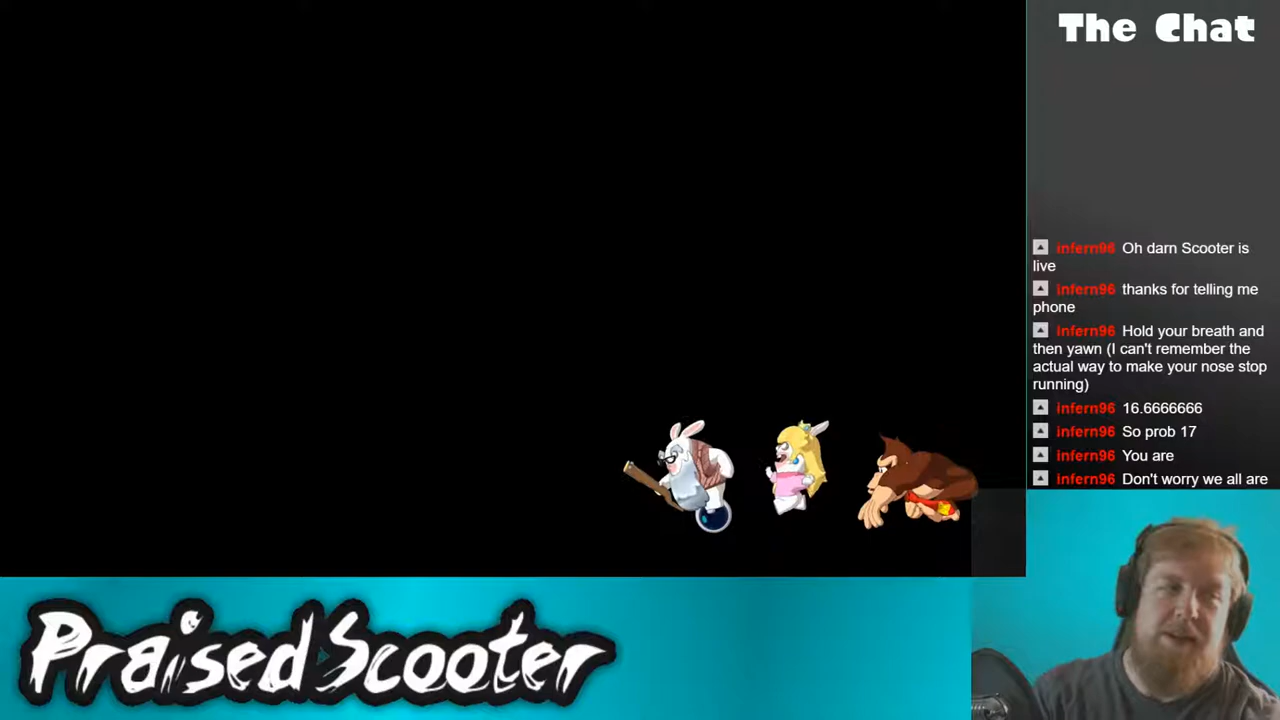 The Chat
infern96 Oh darn Scooter is
live
infern96 thanks for telling me
phone
infern96 Hold your breath and
then yawn (I can't remember the
actual way to make your nose stop
running)
infern96 16.6666666
infern96 So prob 17
infern96 You are
infern96 Don't worry we all are
PraisedScooter